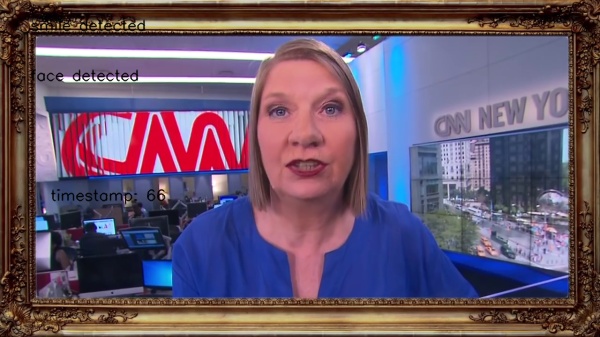 smile detected
face detected
CNN
CNN NEW YO
timestamp: 66